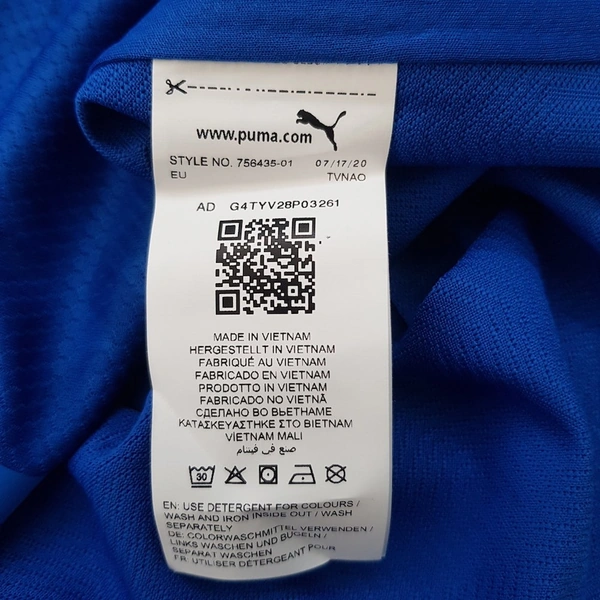 www.puma.com
STYLE NO. 756435-01 07/17/20
EU TVNAO
AD G4TYV28P03261
MADE IN VIETNAM
HERGESTELLT IN VIETNAM
FABRIQUÉ AU VIETNAM
FABRICADO EN VIETNAM
PRODOTTO IN VIETNAM
FABRICADO NO VIETNÃ
СДЕЛАНО ВО ВЬЕТНАМЕ
ΚΑΤΑΣΚΕΥΑΣΤΗΚΕ ΣΤΟ ΒΙΕΤΝΑΜ
VIETNAM MALI
صنع في فيتنام
30
EN: USE DETERGENT FOR COLOURS /
WASH AND IRON INSIDE OUT / WASH
SEPARATELY
DE: COLORWASCHMITTEL VERWENDEN /
LINKS WASCHEN UND BÜGELN /
SEPARAT WASCHEN
FR: UTILISER DÉTERGENT POUR